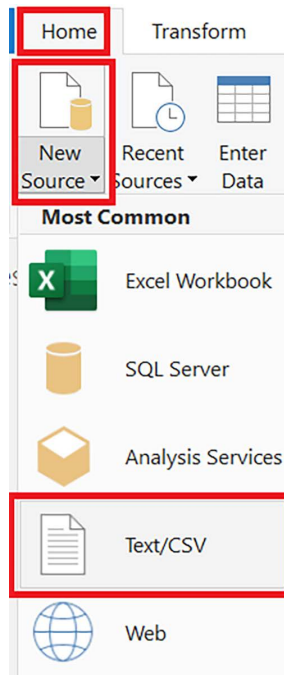 Home Transform
New Recent Enter
Source Sources Data
Most Common
X Excel Workbook
SQL Server
Analysis Services
Text/CSV
Web